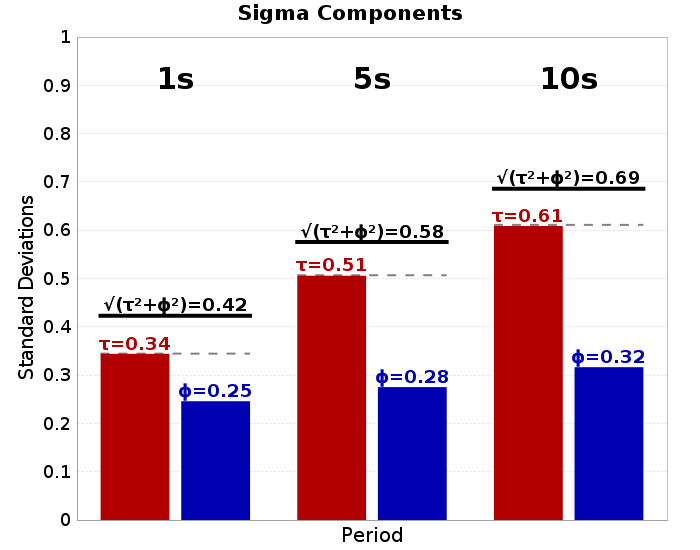 Sigma Components
1
0.9
0.8
0.7
0.6
0.5
0.4
0.3
0.2
0.1
0
Standard Deviations
1s
5s
10s
√(τ²+ϕ²)=0.42
τ=0.34
ϕ=0.25
√(τ²+ϕ²)=0.58
τ=0.51
ϕ=0.28
√(τ²+ϕ²)=0.69
τ=0.61
ϕ=0.32
Period